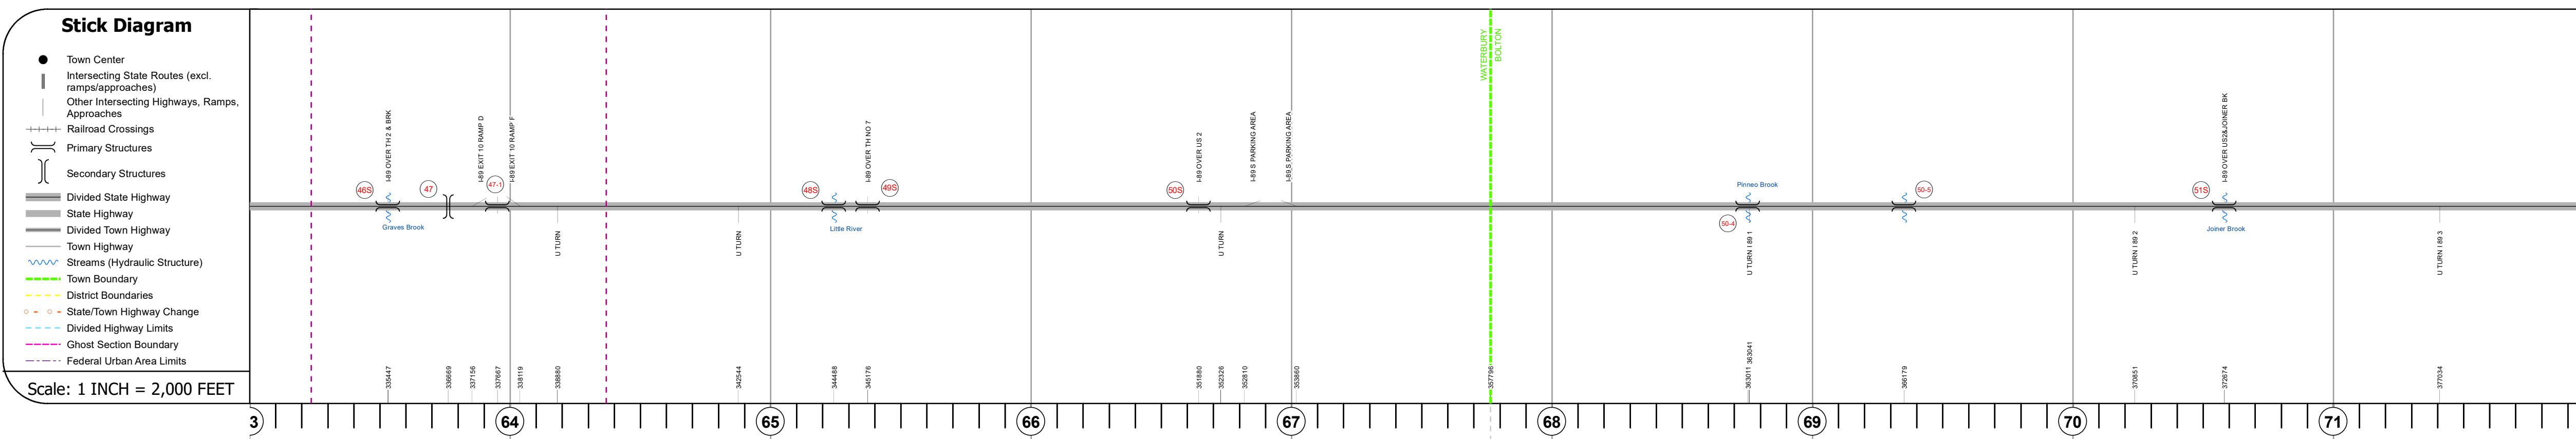 Stick Diagram
Town Center
Intersecting State Routes (excl.
ramps/approaches)
Other Intersecting Highways, Ramps,
Approaches
Railroad Crossings
Primary Structures
Secondary Structures
Divided State Highway
State Highway
Divided Town Highway
Town Highway
Streams (Hydraulic Structure)
Town Boundary
District Boundaries
State/Town Highway Change
Divided Highway Limits
Ghost Section Boundary
Federal Urban Area Limits
Scale: 1 INCH = 2,000 FEET
WATERBURY
BOLTON
I-89 OVER TH 2 & BRK
I-89 EXIT 10 RAMP D
I-89 EXIT 10 RAMP F
I-89 OVER TH NO 7
I-89 OVER US 2
I-89 S PARKING AREA
I-89 S PARKING AREA
I-89 OVER US2&JOINER BK
46S
47
47-1
48S
49S
50S
Pinneo Brook
50-4
50-5
51S
Graves Brook
Little River
Joiner Brook
U TURN
U TURN
U TURN
U TURN I 89 1
U TURN I 89 2
U TURN I 89 3
335447
336669
337156
337667
338119
338880
342544
344488
345176
351880
352326
352810
353860
357796
363011 363041
366179
370851
372674
377034
3
64
65
66
67
68
69
70
71